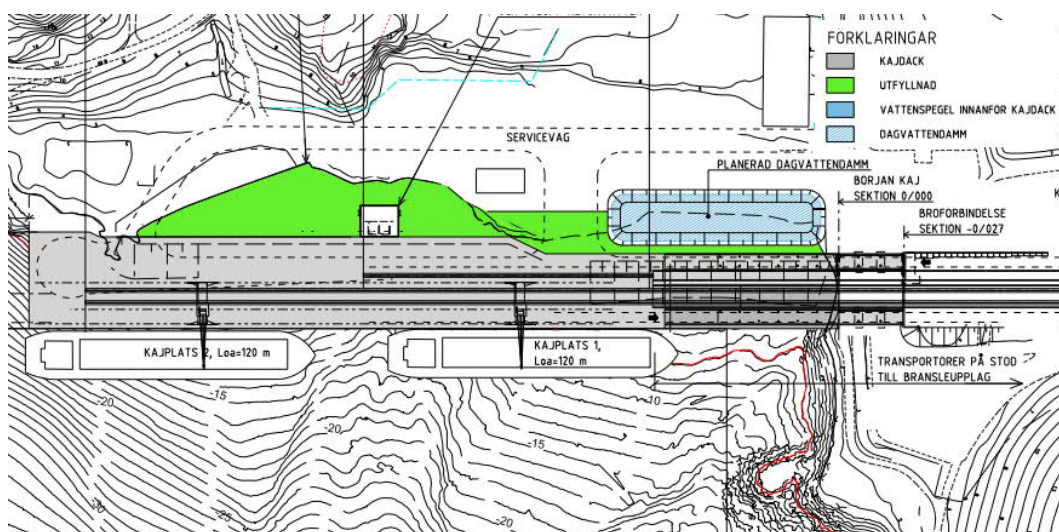 FÖRKLARINGAR
KAJDÄCK
UTFYLLNAD
VATTENSPEGEL INNANFÖR KAJDÄCK
DAGVATTENDAMM
SERVICEVÄG
PLANERAD DAGVATTENDAMM
BÖRJAN KAJ
SEKTION 0/000
BROFÖRBINDELSE
SEKTION -0/027
KAJPLATS 2, Loa=120 m
KAJPLATS 1,
Loa=120 m
TRANSPORTÖRER PÅ STÖD
TILL BRÄNSLEUPPLAG
-20
-15
-20
-10
-15
-30
-25
-20